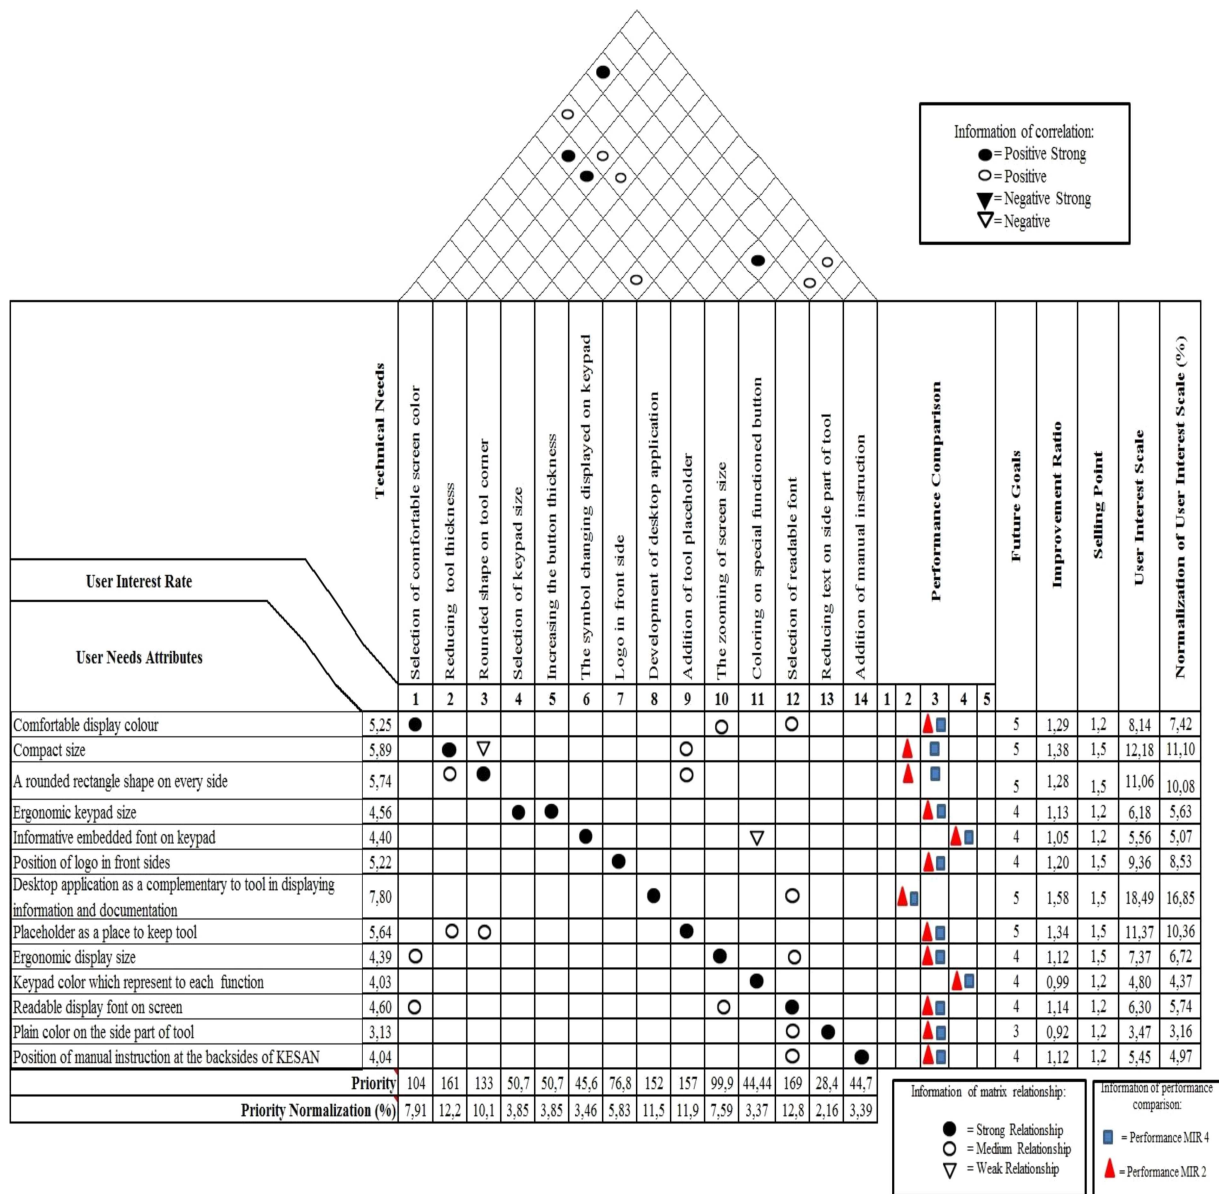 Information of correlation:
= Positive Strong
= Positive
= Negative Strong
= Negative
Technical Needs
Selection of comfortable screen color
Reducing tool thickness
Rounded shape on tool corner
Selection of keypad size
Increasing the button thickness
The symbol changing displayed on keypad
Logo in front side
Development of desktop application
Addition of tool placeholder
The zooming of screen size
Coloring on special functioned button
Selection of readable font
Reducing text on side part of tool
Addition of manual instruction
Performance Comparison
Future Goals
Improvement Ratio
Selling Point
User Interest Scale
Normalization of User Interest Scale (%)
User Interest Rate
User Needs Attributes
1 2 3 4 5 6 7 8 9 10 11 12 13 14 1 2 3 4 5
Comfortable display colour 5,25 5 1,29 1,2 8,14 7,42
Compact size 5,89 5 1,38 1,5 12,18 11,10
A rounded rectangle shape on every side 5,74 5 1,28 1,5 11,06 10,08
Ergonomic keypad size 4,56 4 1,13 1,2 6,18 5,63
Informative embedded font on keypad 4,40 4 1,05 1,2 5,56 5,07
Position of logo in front sides 5,22 4 1,20 1,5 9,36 8,53
Desktop application as a complementary to tool in displaying
information and documentation 7,80 5 1,58 1,5 18,49 16,85
Placeholder as a place to keep tool 5,64 5 1,34 1,5 11,37 10,36
Ergonomic display size 4,39 4 1,12 1,5 7,37 6,72
Keypad color which represent to each function 4,03 4 0,99 1,2 4,80 4,37
Readable display font on screen 4,60 4 1,14 1,2 6,30 5,74
Plain color on the side part of tool 3,13 3 0,92 1,2 3,47 3,16
Position of manual instruction at the backsides of KESAN 4,04 4 1,12 1,2 5,45 4,97
Priority 104 161 133 50,7 50,7 45,6 76,8 152 157 99,9 44,44 169 28,4 44,7
Priority Normalization (%) 7,91 12,2 10,1 3,85 3,85 3,46 5,83 11,5 11,9 7,59 3,37 12,8 2,16 3,39
Information of matrix relationship:
= Strong Relationship
= Medium Relationship
= Weak Relationship
Information of performance
comparison:
= Performance MIR 4
= Performance MIR 2